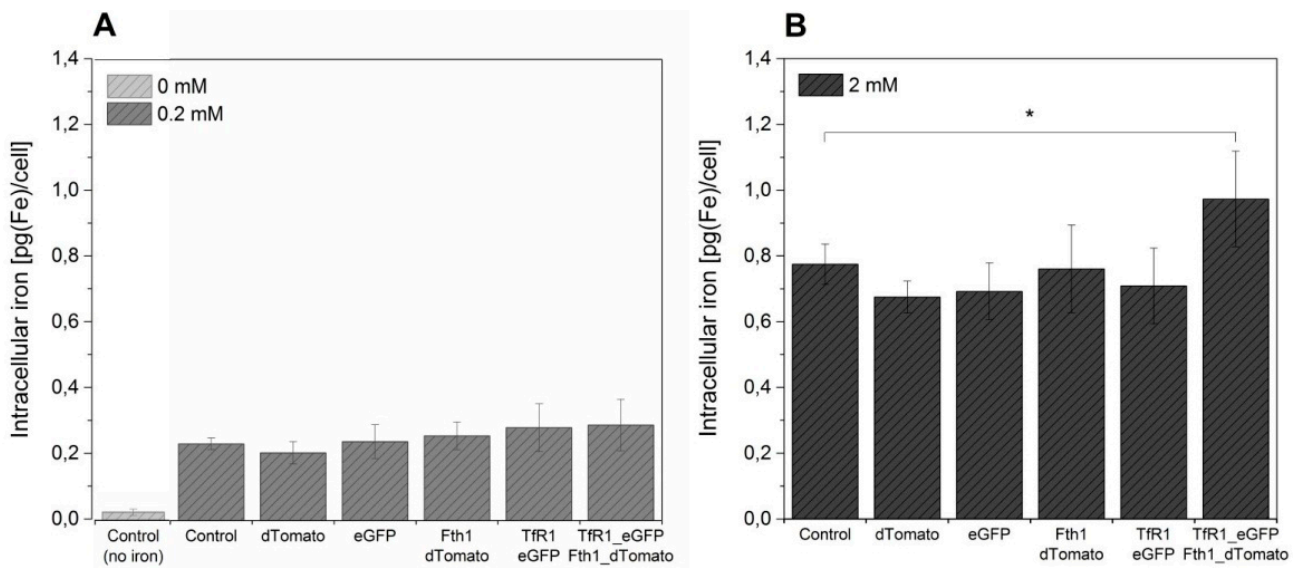 A
Intracellular iron [pg(Fe)/cell]
1,4
1,2
1,0
0,8
0,6
0,4
0,2
0,0
0 mM
0.2 mM
Control
(no iron)
Control
dTomato
eGFP
Fth1
dTomato
TfR1
eGFP
TfR1_eGFP
Fth1_dTomato
B
Intracellular iron [pg(Fe)/cell]
1,4
1,2
1,0
0,8
0,6
0,4
0,2
0,0
2 mM
*
Control
dTomato
eGFP
Fth1
dTomato
TfR1
eGFP
TfR1_eGFP
Fth1_dTomato